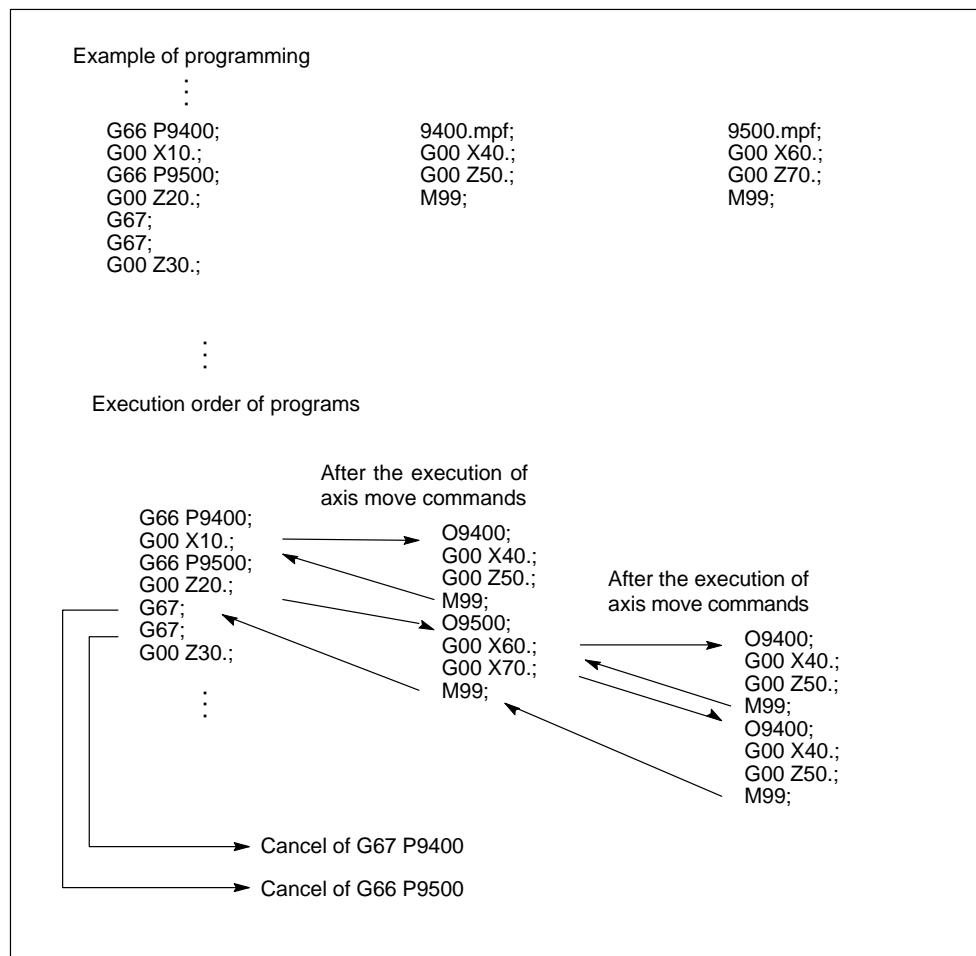 Example of programming
G66 P9400;
G00 X10.;
G66 P9500;
G00 Z20.;
G67;
G67;
G00 Z30.;
9400.mpf;
G00 X40.;
G00 Z50.;
M99;
9500.mpf;
G00 X60.;
G00 Z70.;
M99;
Execution order of programs
After the execution of
axis move commands
G66 P9400;
G00 X10.;
G66 P9500;
G00 Z20.;
G67;
G67;
G00 Z30.;
O9400;
G00 X40.;
G00 Z50.;
M99;
O9500;
G00 X60.;
G00 X70.;
M99;
After the execution of
axis move commands
O9400;
G00 X40.;
G00 Z50.;
M99;
O9400;
G00 X40.;
G00 Z50.;
M99;
Cancel of G67 P9400
Cancel of G66 P9500